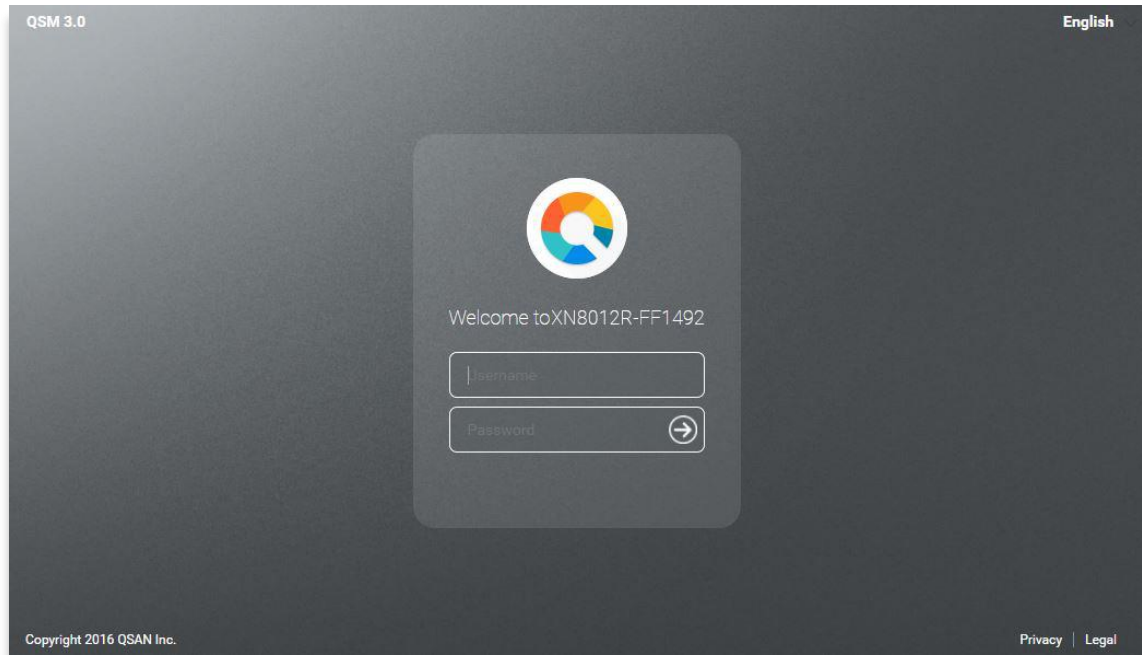 QSM 3.0
English
Welcome toXN8012R-FF1492
Username
Password
Copyright 2016 QSAN Inc.
Privacy | Legal